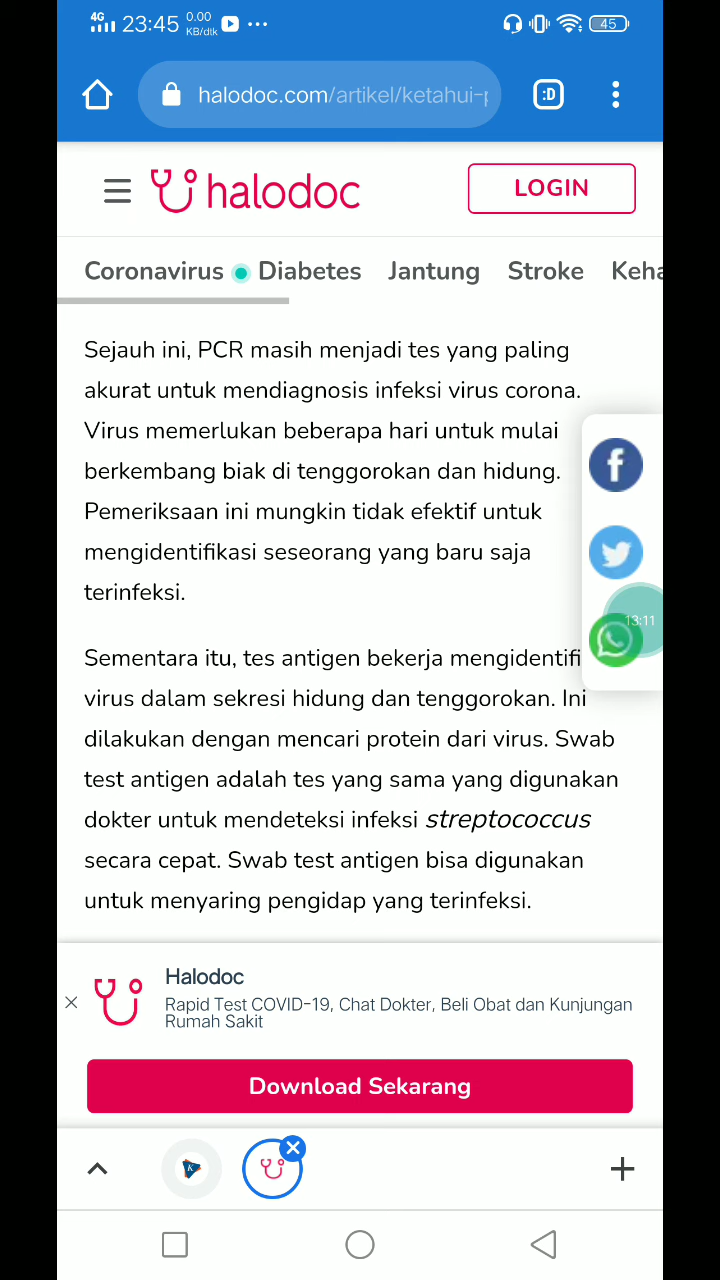 4G 23:45 0.00 KB/dtk ... 45
halodoc.com/artikel/ketahui-p
:D
halodoc
LOGIN
Coronavirus Diabetes Jantung Stroke Keha
Sejauh ini, PCR masih menjadi tes yang paling
akurat untuk mendiagnosis infeksi virus corona.
Virus memerlukan beberapa hari untuk mulai
berkembang biak di tenggorokan dan hidung.
Pemeriksaan ini mungkin tidak efektif untuk
mengidentifikasi seseorang yang baru saja
terinfeksi.
13:11
Sementara itu, tes antigen bekerja mengidentifi
virus dalam sekresi hidung dan tenggorokan. Ini
dilakukan dengan mencari protein dari virus. Swab
test antigen adalah tes yang sama yang digunakan
dokter untuk mendeteksi infeksi streptococcus
secara cepat. Swab test antigen bisa digunakan
untuk menyaring pengidap yang terinfeksi.
Halodoc
Rapid Test COVID-19, Chat Dokter, Beli Obat dan Kunjungan
Rumah Sakit
Download Sekarang
K